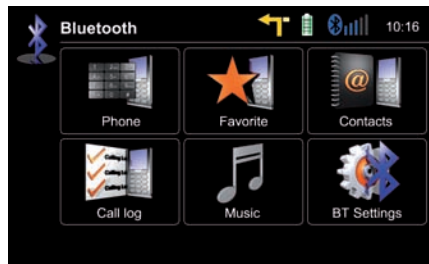 Bluetooth 10:16
Phone Favorite Contacts
Call log Music BT Settings